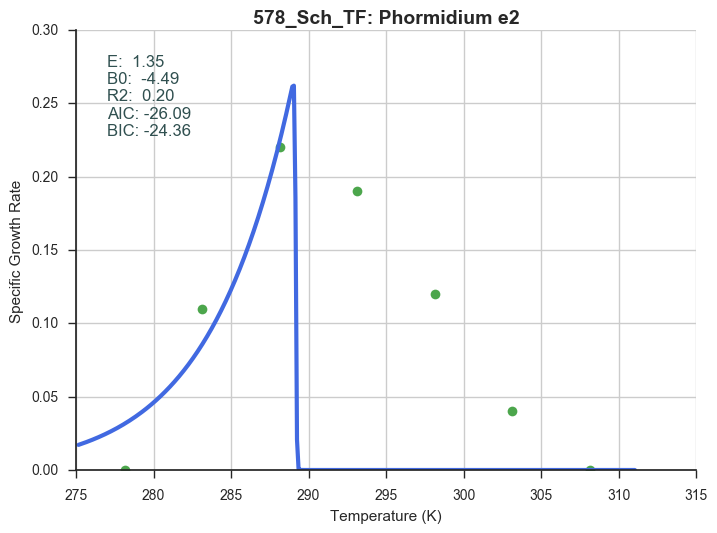 578_Sch_TF: Phormidium e2
E:  1.35
B0:  -4.49
R2:  0.20
AIC: -26.09
BIC: -24.36
Specific Growth Rate
0.30
0.25
0.20
0.15
0.10
0.05
0.00
275 280 285 290 295 300 305 310 315
Temperature (K)